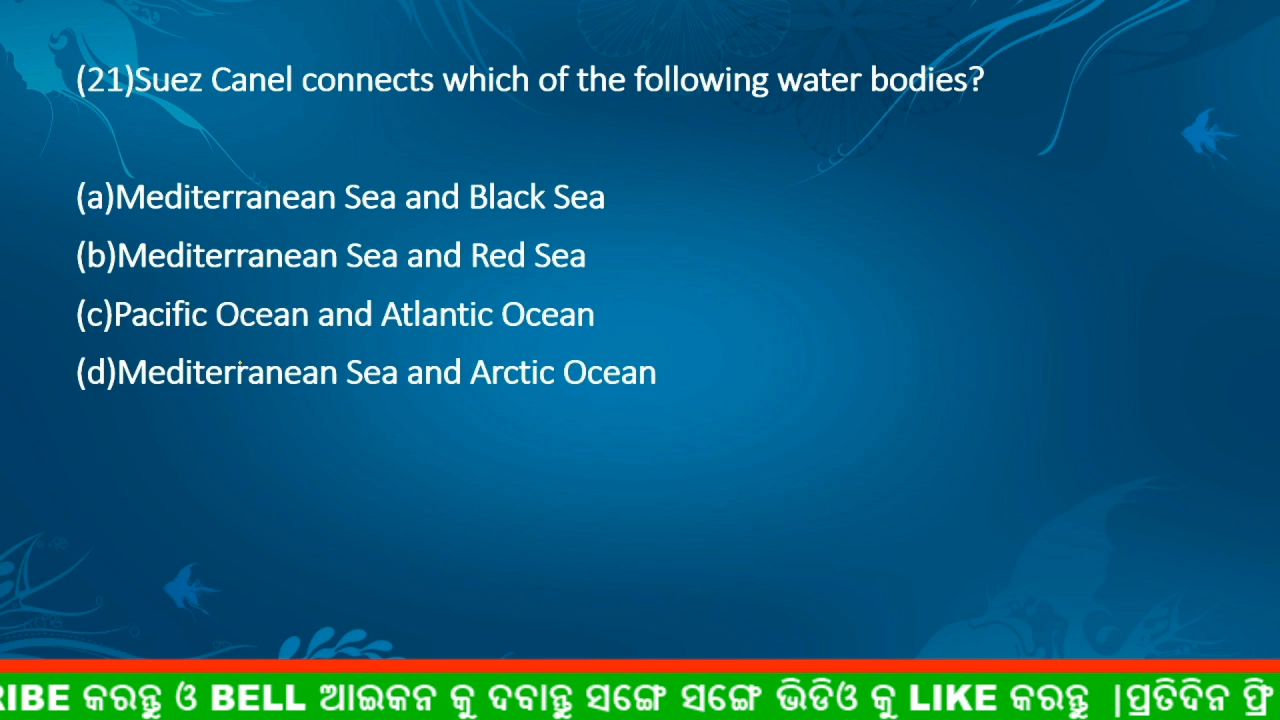 (21)Suez Canel connects which of the following water bodies?
(a)Mediterranean Sea and Black Sea
(b)Mediterranean Sea and Red Sea
(c)Pacific Ocean and Atlantic Ocean
(d)Mediterranean Sea and Arctic Ocean
RIBE କରନ୍ତୁ ଓ BELL ଆଇକନ କୁ ଦବାନ୍ତୁ ସଙ୍ଗେ ସଙ୍ଗେ ଭିଡିଓ କୁ LIKE କରନ୍ତୁ |ପ୍ରତିଦିନ ଫ୍ରି